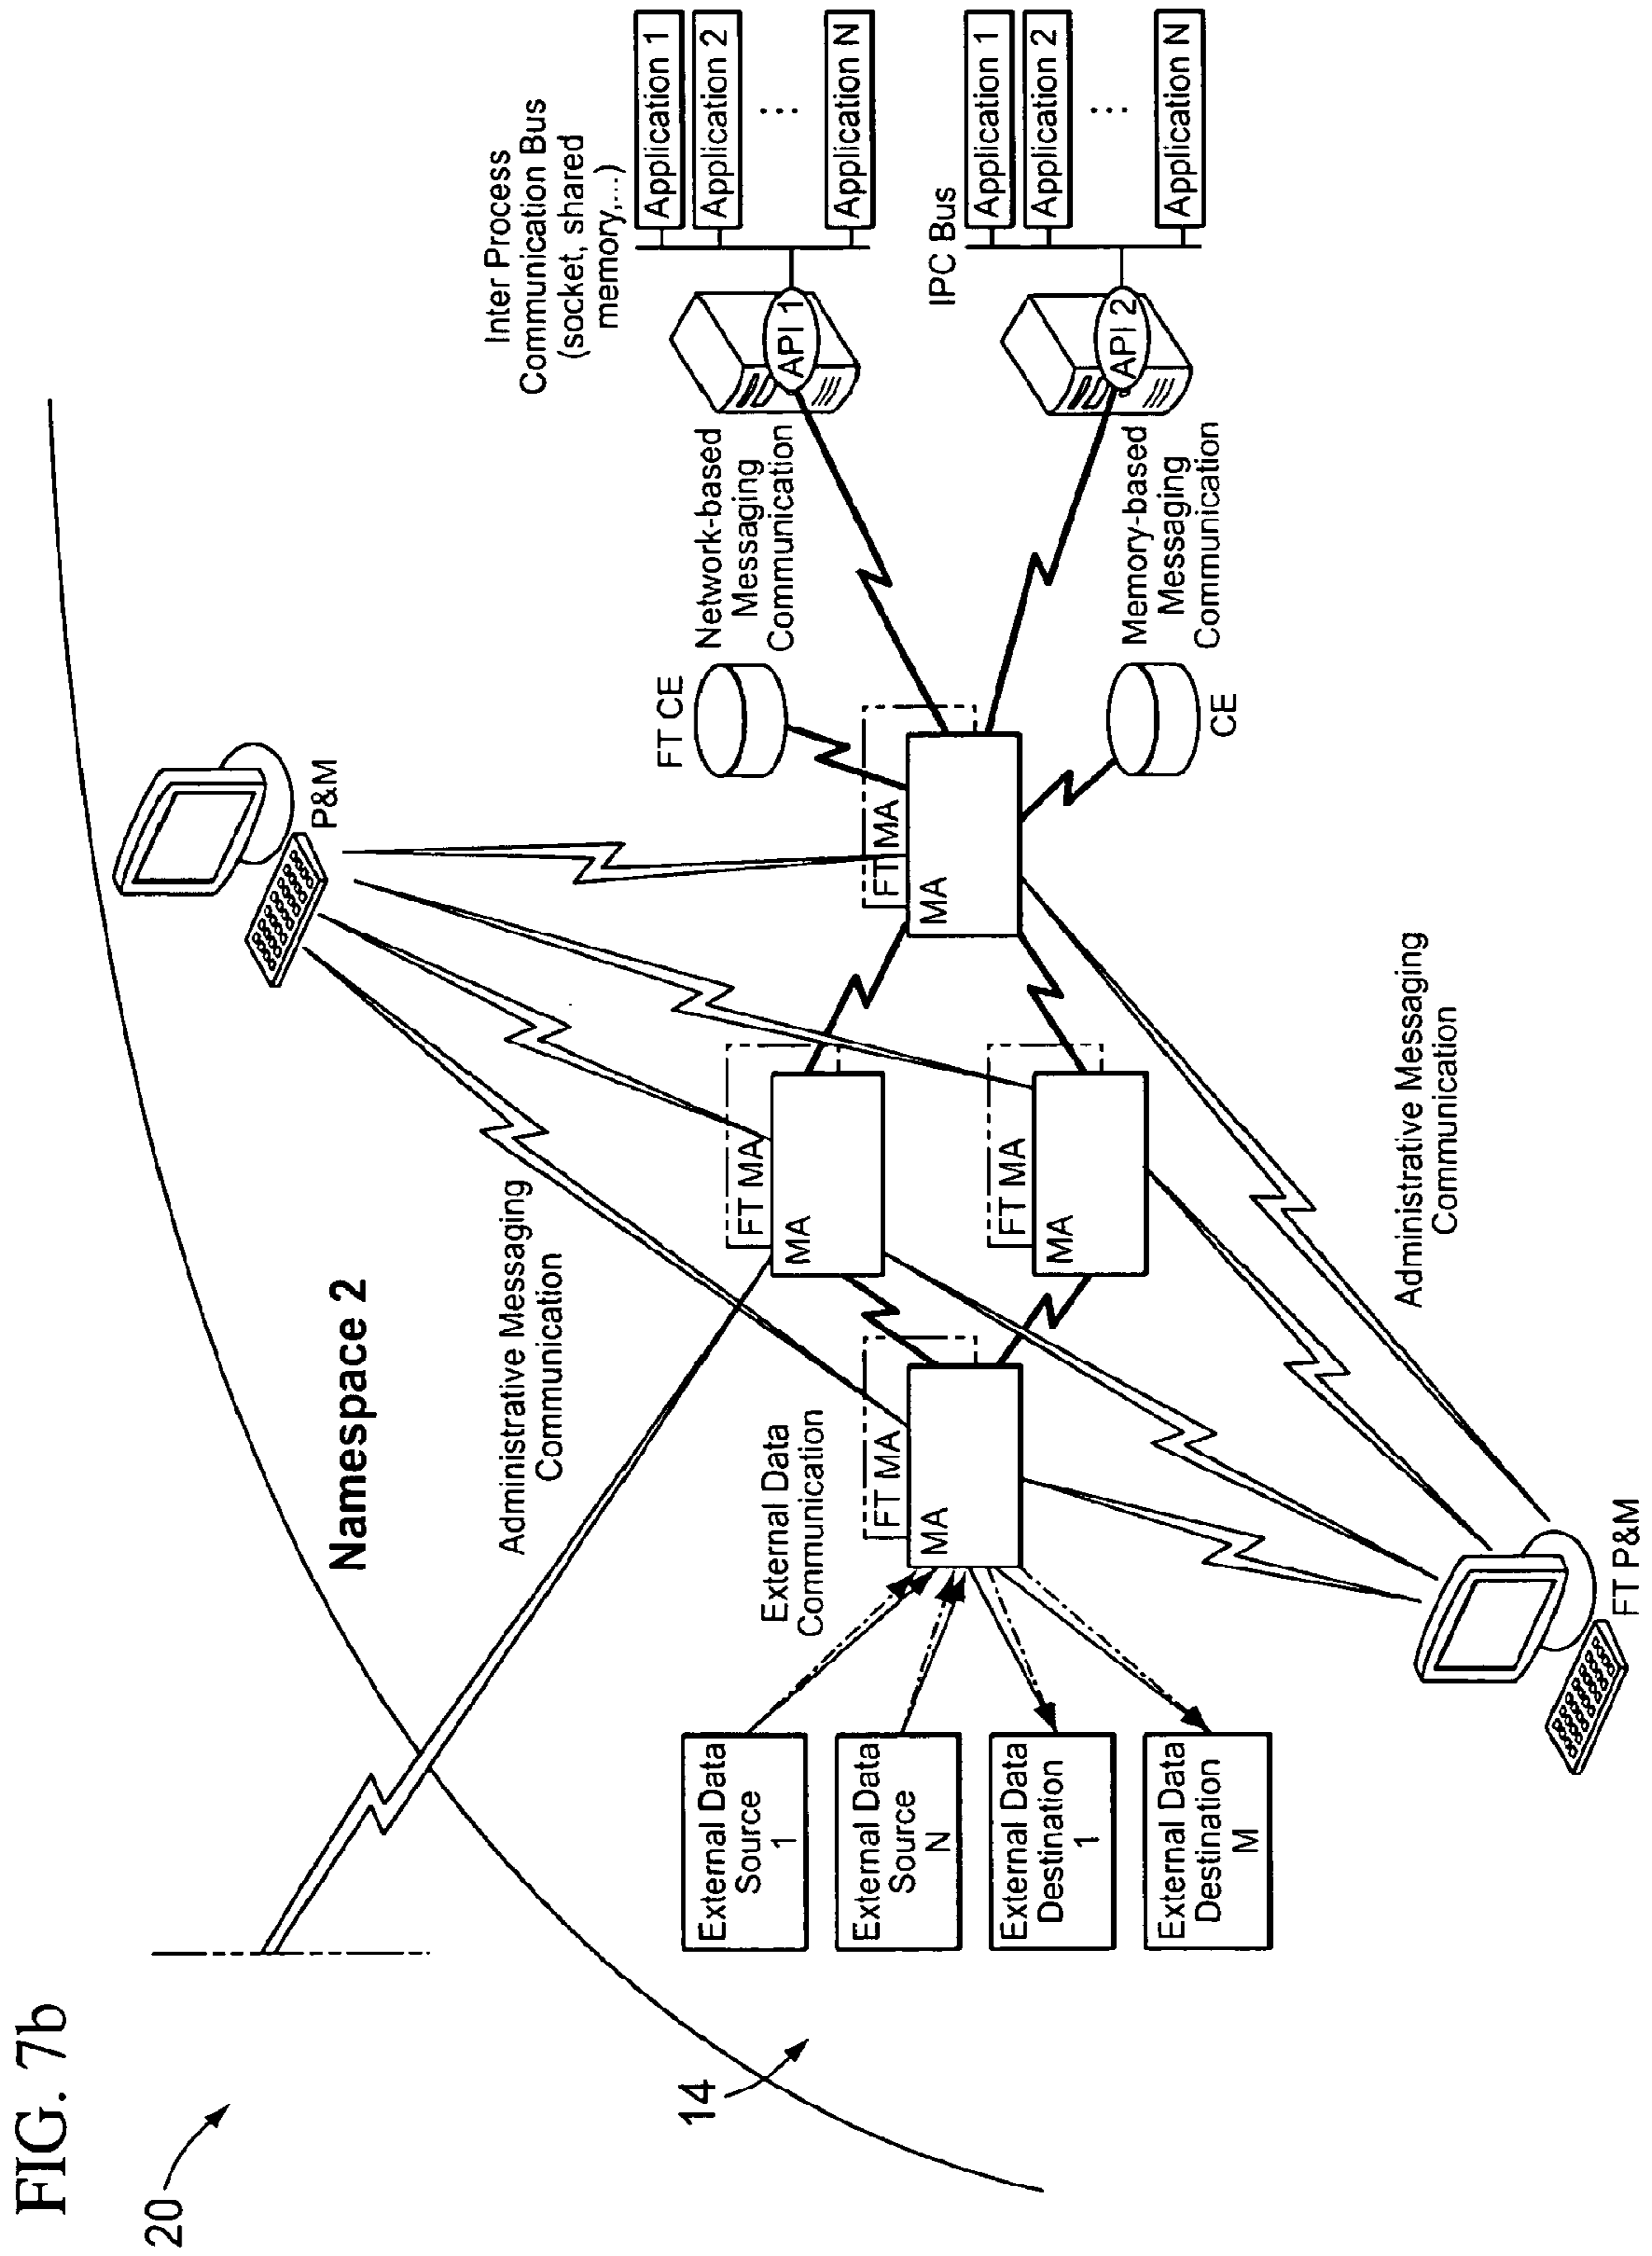 FIG. 7b
20
14
Namespace 2
P&M
Administrative Messaging
Communication
External Data
Communication
External Data
Source
1
External Data
Source
N
External Data
Destination
1
External Data
Destination
M
FT MA
MA
FT MA
MA
FT MA
MA
FT MA
MA
FT CE
CE
Network-based
Messaging
Communication
Memory-based
Messaging
Communication
Inter Process
Communication Bus
(socket, shared
memory,...)
API 1
Application 1
Application 2
⋮
Application N
IPC Bus
API 2
Application 1
Application 2
⋮
Application N
Administrative Messaging
Communication
FT P&M